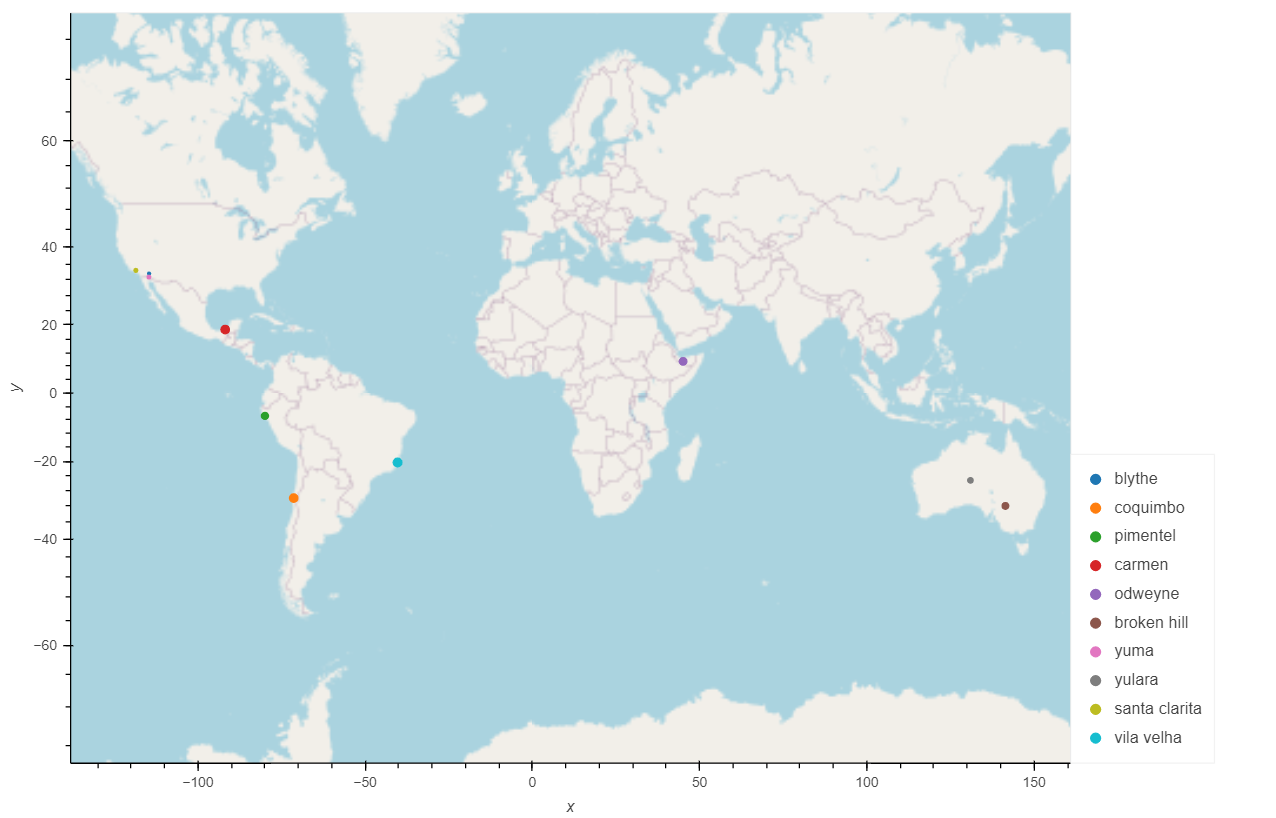 60
40
20
0
−20
−40
−60
y
−100
−50
0
50
100
150
x
blythe
coquimbo
pimentel
carmen
odweyne
broken hill
yuma
yulara
santa clarita
vila velha